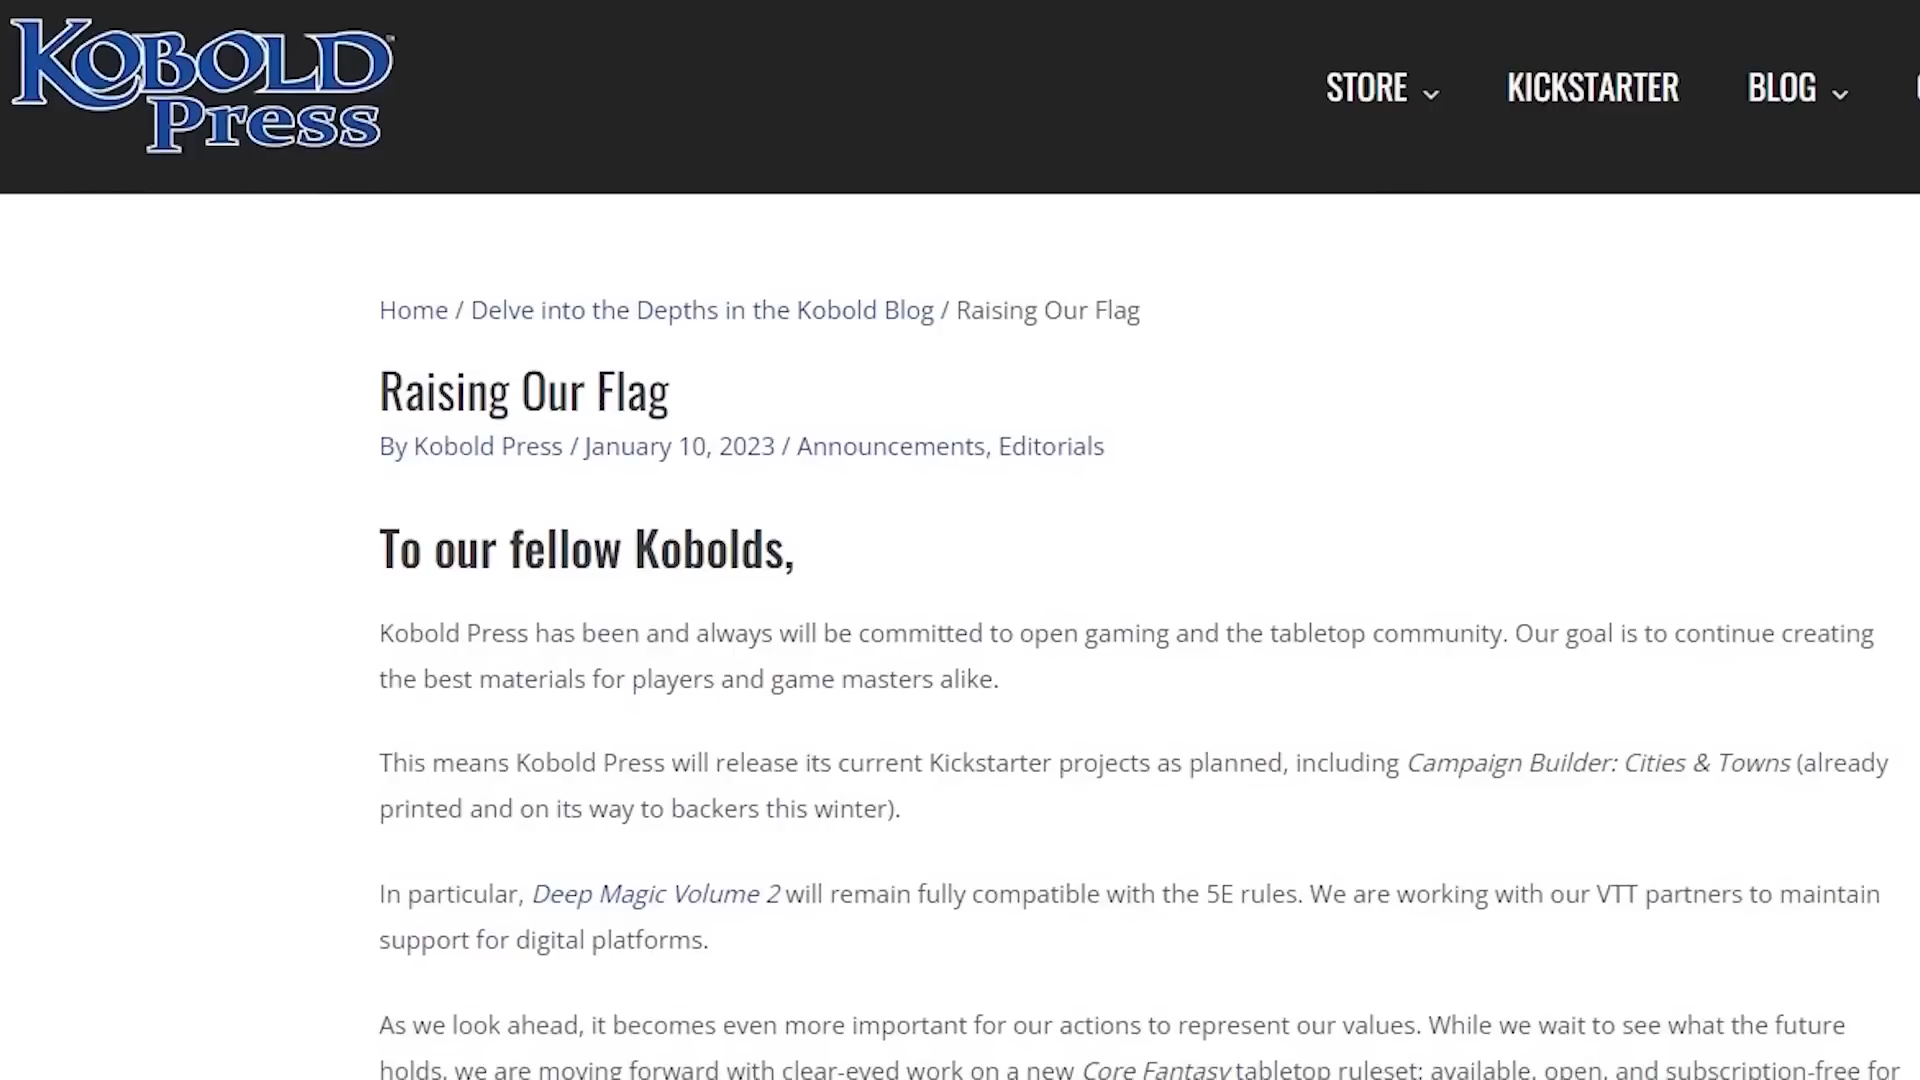 KOBOLD
Press
STORE
KICKSTARTER
BLOG
Home / Delve into the Depths in the Kobold Blog / Raising Our Flag
Raising Our Flag
By Kobold Press / January 10, 2023 / Announcements, Editorials
To our fellow Kobolds,
Kobold Press has been and always will be committed to open gaming and the tabletop community. Our goal is to continue creating
the best materials for players and game masters alike.
This means Kobold Press will release its current Kickstarter projects as planned, including Campaign Builder: Cities & Towns (already
printed and on its way to backers this winter).
In particular, Deep Magic Volume 2 will remain fully compatible with the 5E rules. We are working with our VTT partners to maintain
support for digital platforms.
As we look ahead, it becomes even more important for our actions to represent our values. While we wait to see what the future
holds, we are moving forward with clear-eyed work on a new Core Fantasy tabletop ruleset: available, open, and subscription-free for